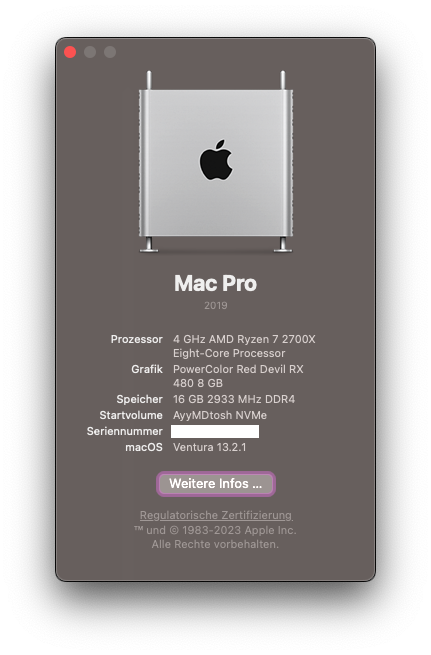 Mac Pro
2019
Prozessor 4 GHz AMD Ryzen 7 2700X
Eight-Core Processor
Grafik PowerColor Red Devil RX
480 8 GB
Speicher 16 GB 2933 MHz DDR4
Startvolume AyyMDtosh NVMe
Seriennummer
macOS Ventura 13.2.1
Weitere Infos ...
Regulatorische Zertifizierung
™ und © 1983-2023 Apple Inc.
Alle Rechte vorbehalten.